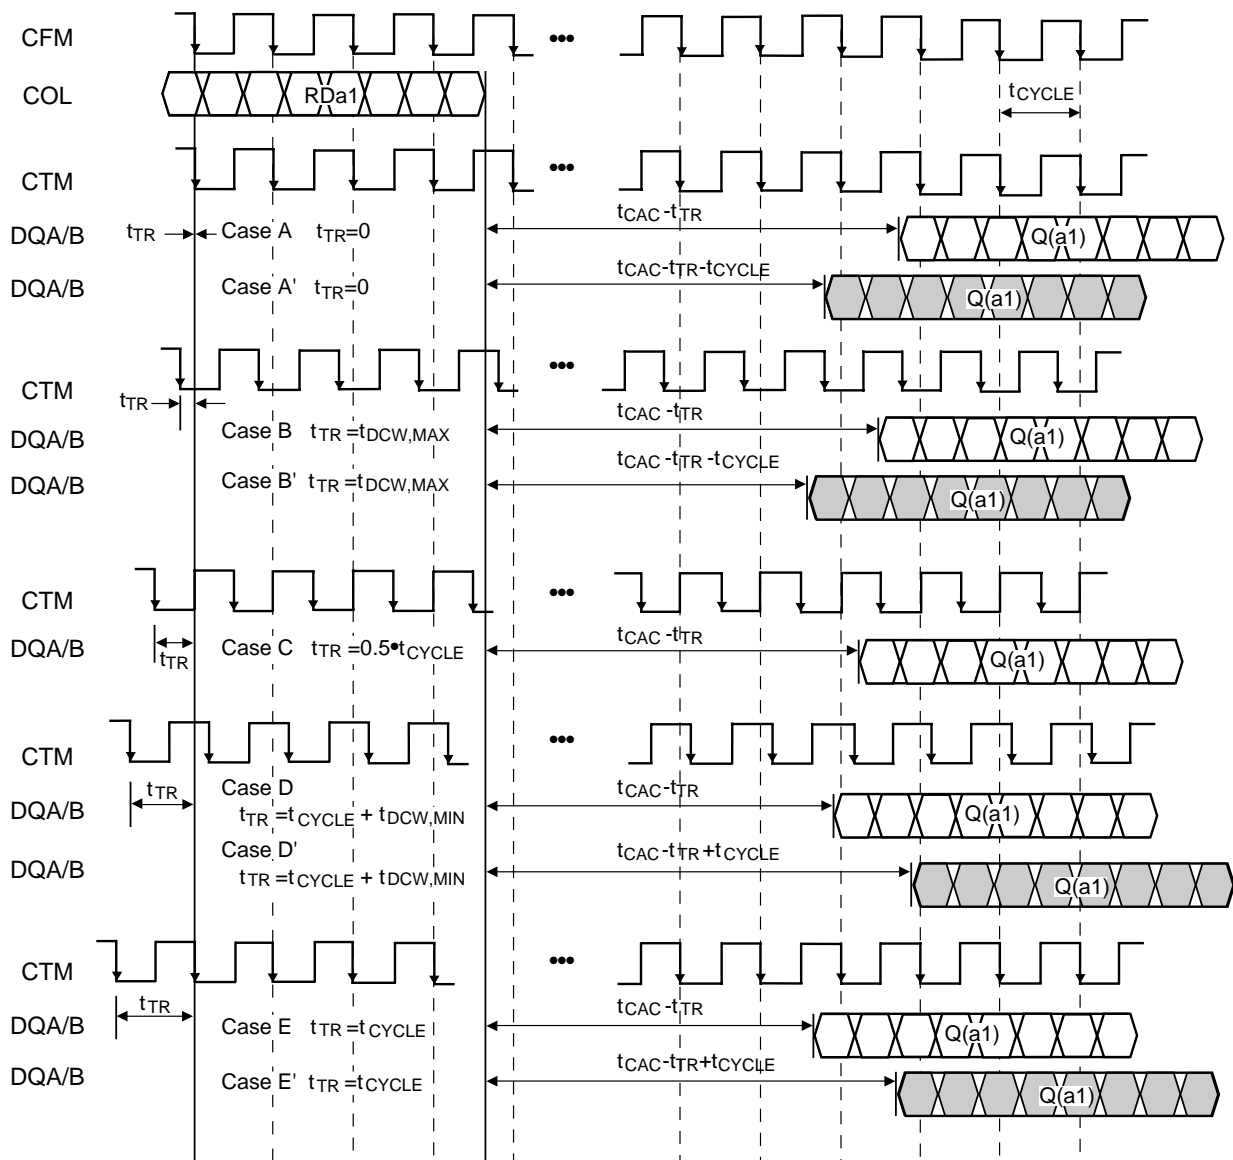 CFM
•••
COL
RDa1
tCYCLE
CTM
•••
tCAC -tTR
DQA/B
tTR
Case A tTR=0
Q(a1)
tCAC-tTR-tCYCLE
DQA/B
Case A' tTR=0
Q(a1)
CTM
•••
tTR
tCAC -tTR
DQA/B
Case B tTR =tDCW,MAX
Q(a1)
tCAC-tTR -tCYCLE
DQA/B
Case B' tTR =tDCW,MAX
Q(a1)
CTM
•••
tCAC -tTR
DQA/B
tTR
Case C tTR =0.5•tCYCLE
Q(a1)
CTM
•••
tTR
Case D
tCAC-tTR
DQA/B
tTR =tCYCLE + tDCW,MIN
Q(a1)
Case D'
tCAC-tTR +tCYCLE
DQA/B
tTR =tCYCLE + tDCW,MIN
Q(a1)
CTM
•••
tTR
tCAC -tTR
DQA/B
Case E tTR =tCYCLE
Q(a1)
tCAC-tTR+tCYCLE
DQA/B
Case E' tTR =tCYCLE
Q(a1)